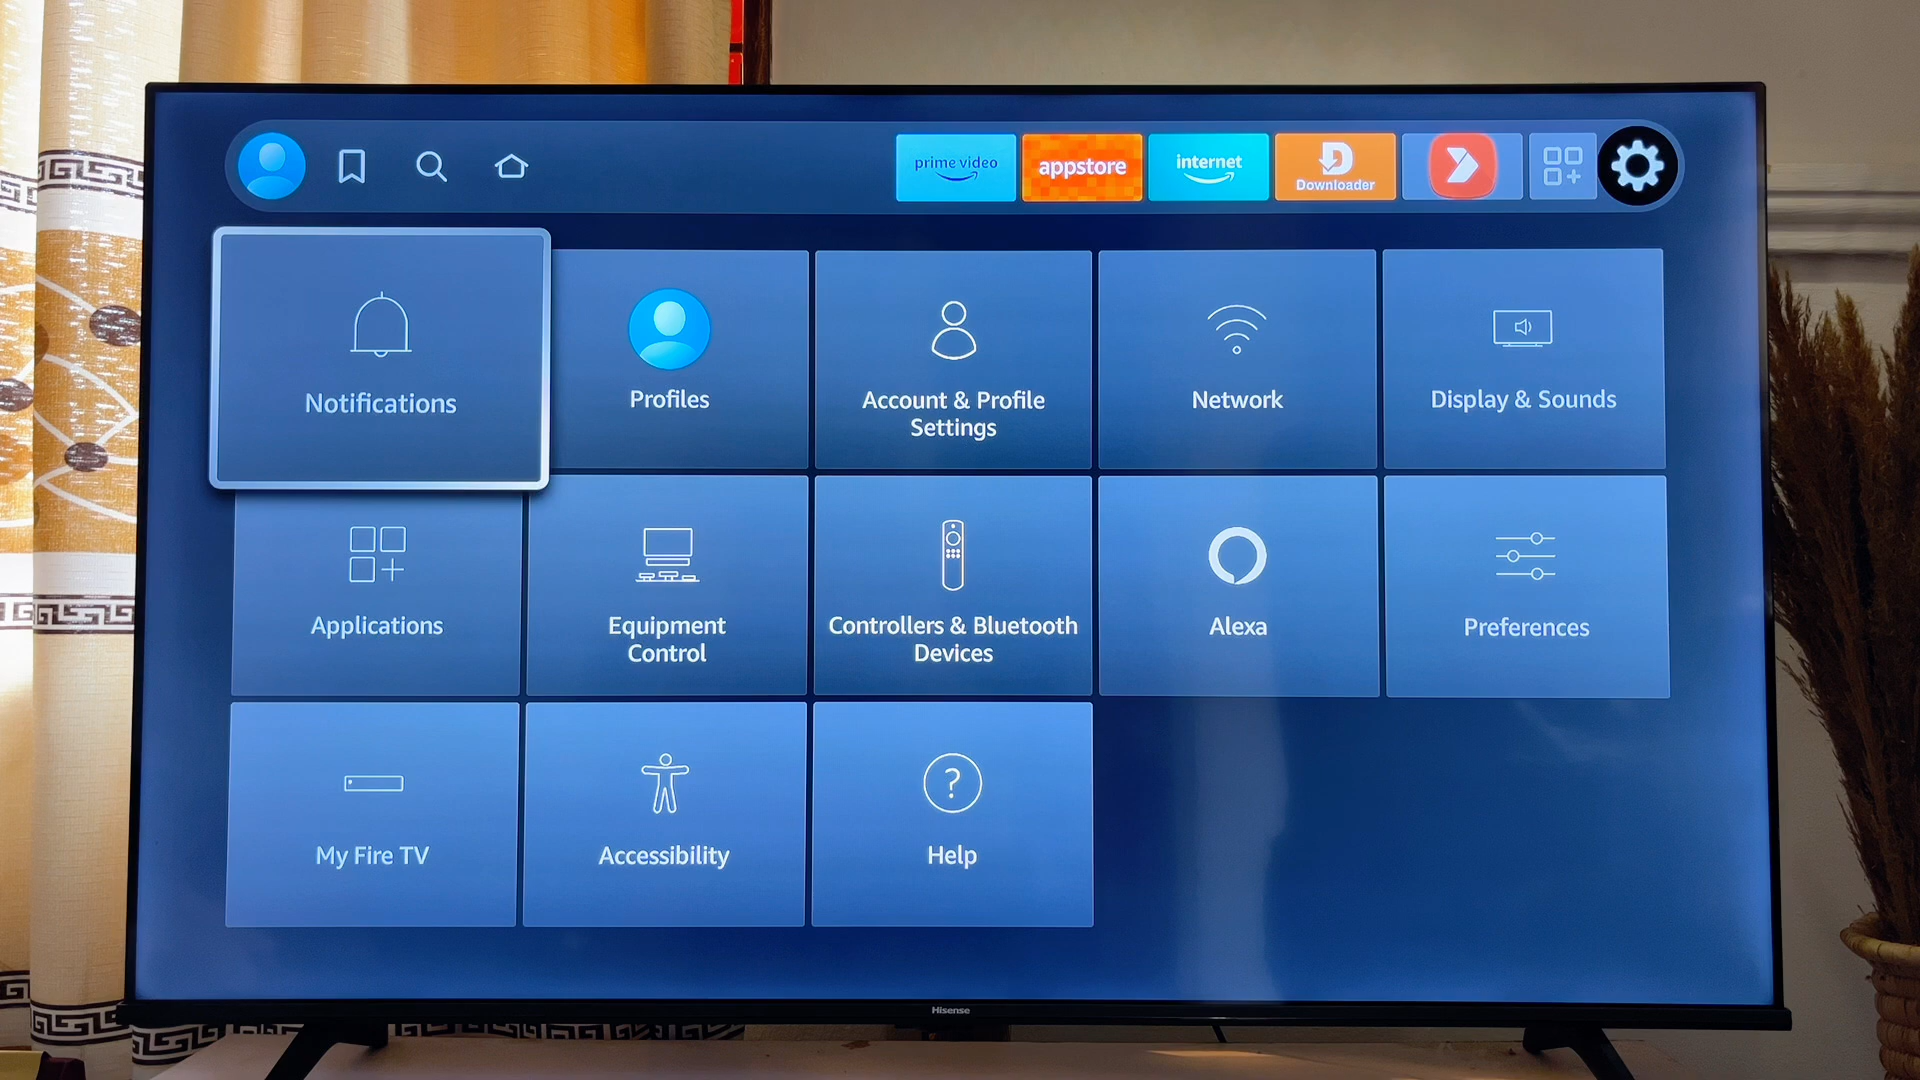 prime video
appstore
internet
Downloader
Notifications
Profiles
Account & Profile
Settings
Network
Display & Sounds
Applications
Equipment
Control
Controllers & Bluetooth
Devices
Alexa
Preferences
My Fire TV
Accessibility
?
Help
Hisense